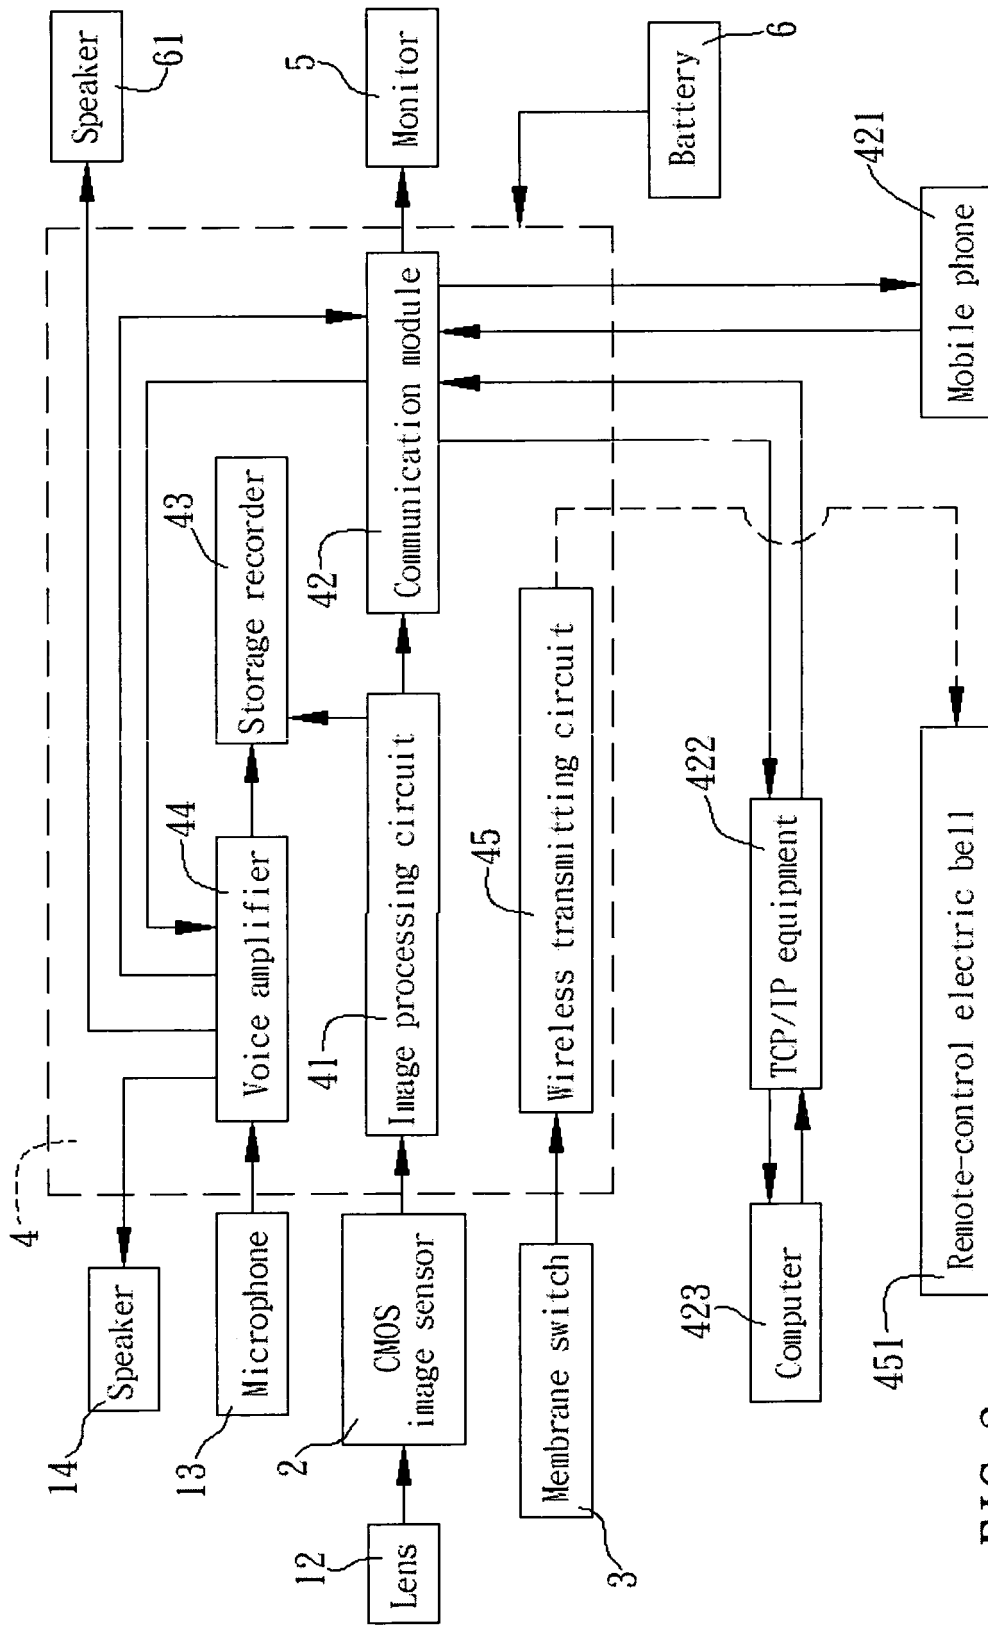 4
14
Speaker
Speaker
61
13
Microphone
44
Voice amplifier
43
Storage recorder
12
Lens
2
CMOS
image sensor
41
Image processing circuit
42
Communication module
5
Monitor
3
Membrane switch
45
Wireless transmitting circuit
Battery
6
423
Computer
422
TCP/IP equipment
421
Mobile phone
451
Remote-control electric bell